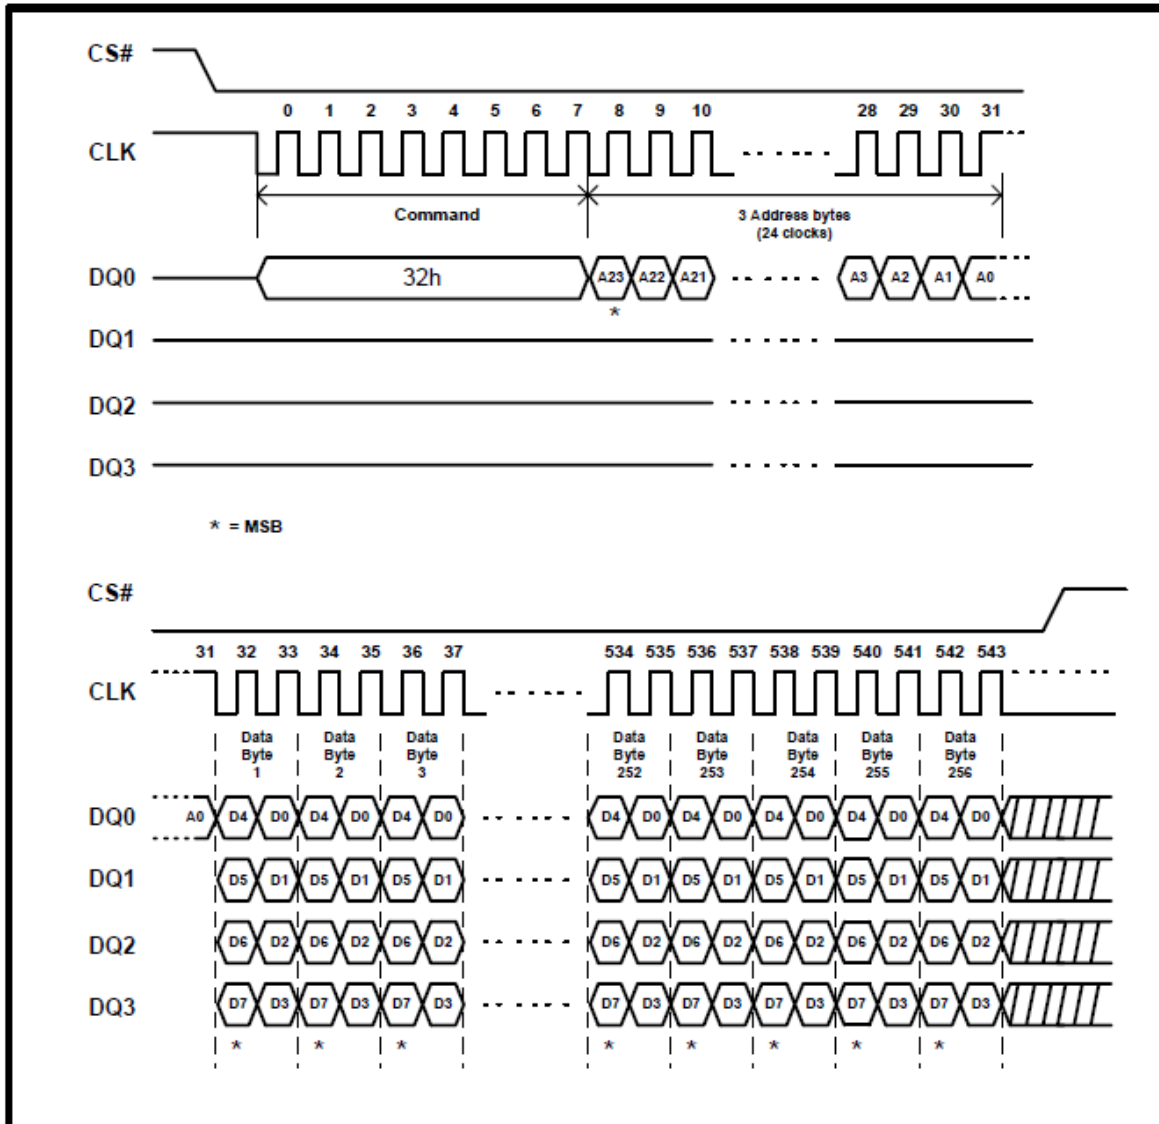 CS#
0 1 2 3 4 5 6 7 8 9 10 28 29 30 31
CLK
Command
3 Address bytes
(24 clocks)
DQ0 32h A23 A22 A21 A3 A2 A1 A0
*
DQ1
DQ2
DQ3
* = MSB
CS#
31 32 33 34 35 36 37 534 535 536 537 538 539 540 541 542 543
CLK
Data Data Data Data Data Data Data Data
Byte Byte Byte Byte Byte Byte Byte Byte
1 2 3 252 253 254 255 256
DQ0 A0 D4 D0 D4 D0 D4 D0 D4 D0 D4 D0 D4 D0 D4 D0 D4 D0
DQ1 D5 D1 D5 D1 D5 D1 D5 D1 D5 D1 D5 D1 D5 D1 D5 D1
DQ2 D6 D2 D6 D2 D6 D2 D6 D2 D6 D2 D6 D2 D6 D2 D6 D2
DQ3 D7 D3 D7 D3 D7 D3 D7 D3 D7 D3 D7 D3 D7 D3 D7 D3
* * * * * * * *